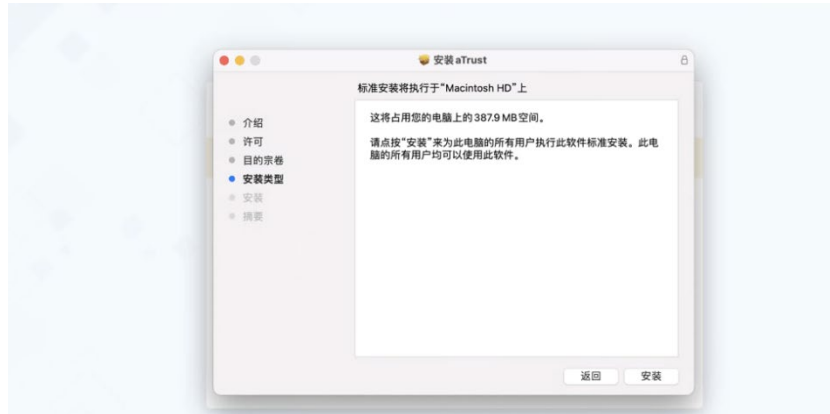 安装 aTrust
标准安装将执行于“Macintosh HD”上
介绍
许可
目的宗卷
安装类型
安装
摘要
这将占用您的电脑上的 387.9 MB 空间。
请点按“安装”来为此电脑的所有用户执行此软件标准安装。此电
脑的所有用户均可以使用此软件。
返回
安装